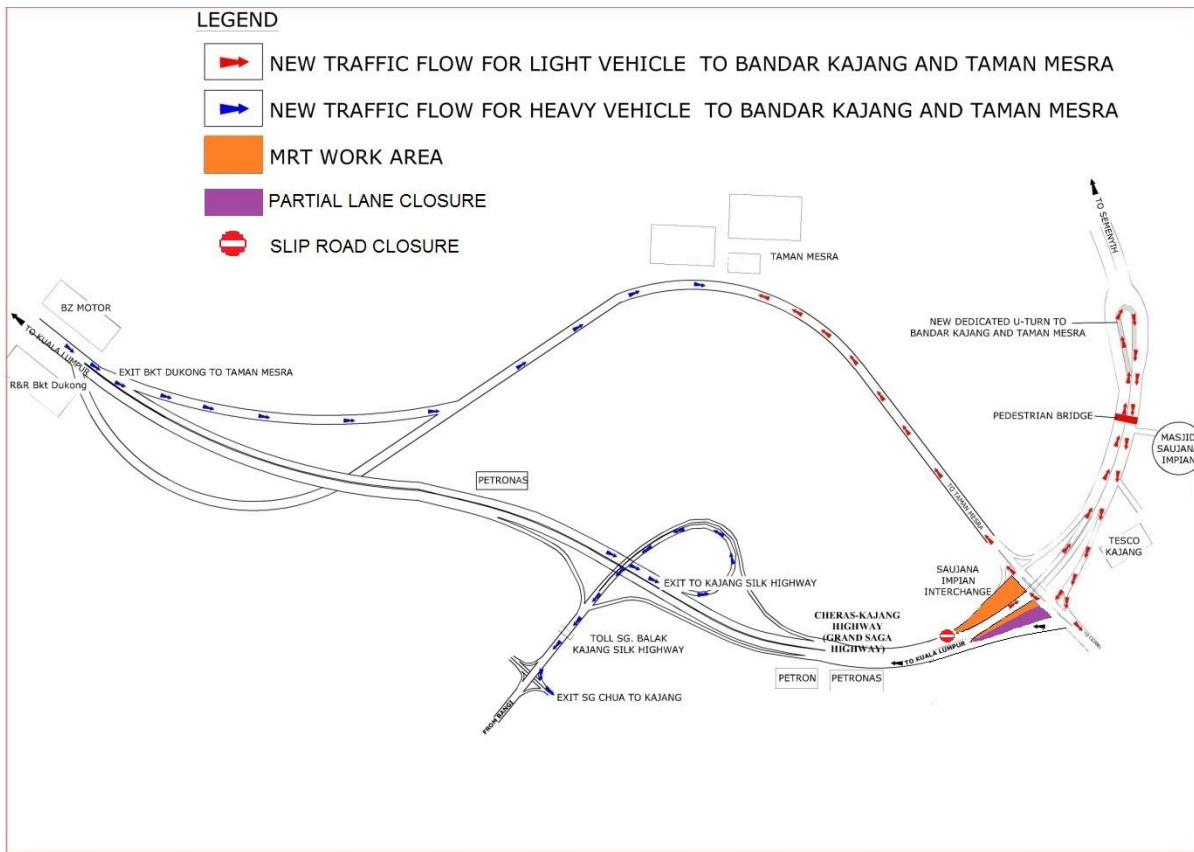 LEGEND
NEW TRAFFIC FLOW FOR LIGHT VEHICLE TO BANDAR KAJANG AND TAMAN MESRA
NEW TRAFFIC FLOW FOR HEAVY VEHICLE TO BANDAR KAJANG AND TAMAN MESRA
MRT WORK AREA
PARTIAL LANE CLOSURE
SLIP ROAD CLOSURE
TO SEMENYIH
TAMAN MESRA
BZ MOTOR
TO KUALA LUMPUR
R&R Bkt Dukong
EXIT BKT DUKONG TO TAMAN MESRA
NEW DEDICATED U-TURN TO
BANDAR KAJANG AND TAMAN MESRA
PEDESTRIAN BRIDGE
MASJID
SAUJANA
IMPIAN
PETRONAS
TO TAMAN MESRA
TESCO
KAJANG
SAUJANA
IMPIAN
INTERCHANGE
EXIT TO KAJANG SILK HIGHWAY
CHERAS-KAJANG
HIGHWAY
(GRAND SAGA
HIGHWAY)
TOLL SG. BALAK
KAJANG SILK HIGHWAY
TO KUALA LUMPUR
PETRON
PETRONAS
EXIT SG CHUA TO KAJANG
FROM BANGI